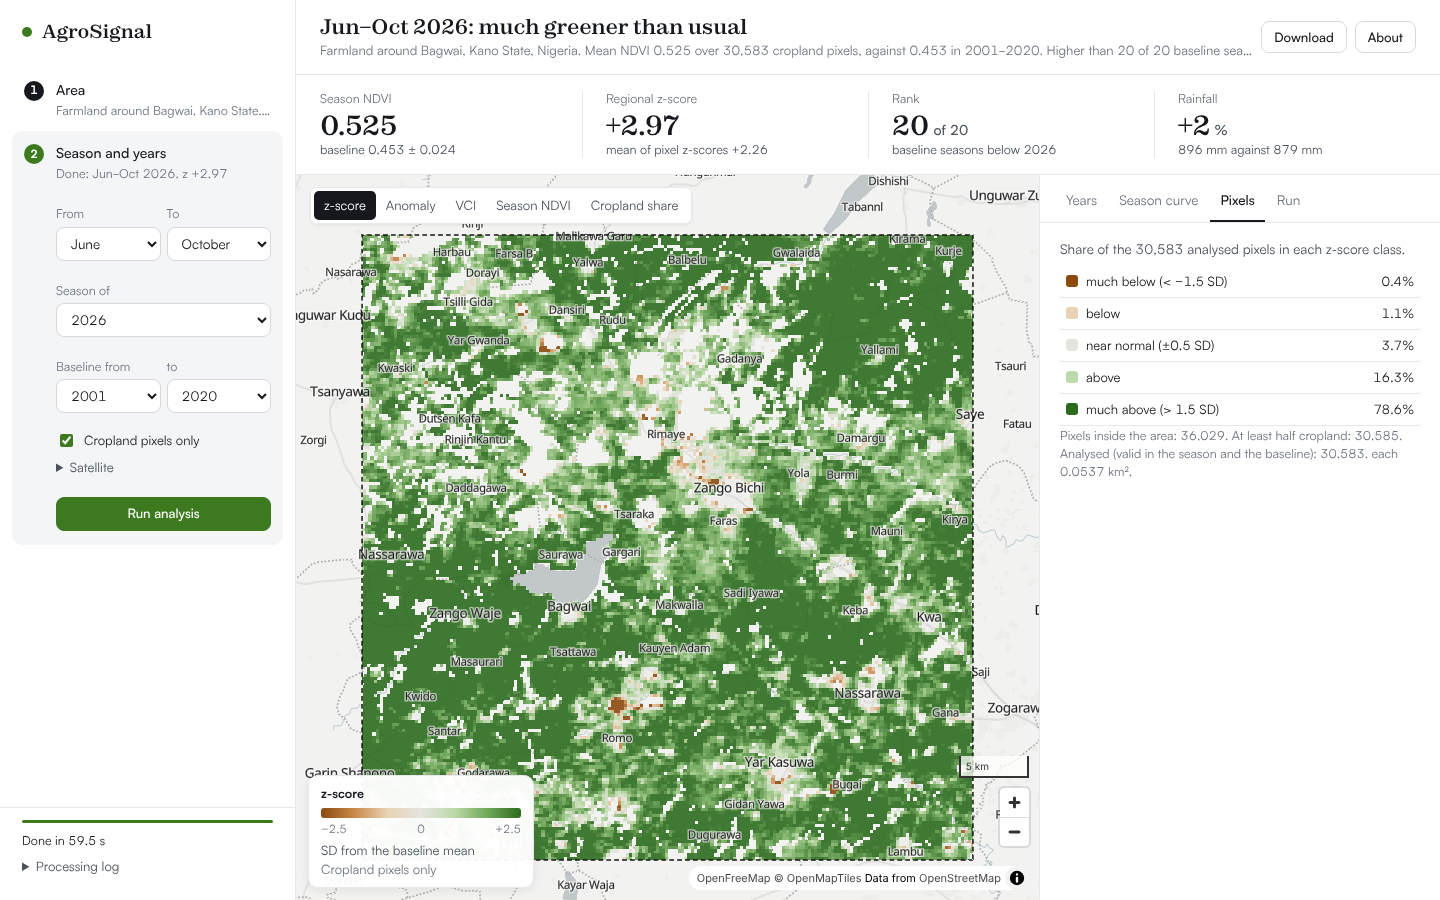 AgroSignal
1 Area
Farmland around Bagwai, Kano State,...
2 Season and years
Done: Jun–Oct 2026, z +2.97
From To
June October
Season of
2026
Baseline from to
2001 2020
Cropland pixels only
Satellite
Run analysis
Done in 59.5 s
Processing log
Jun–Oct 2026: much greener than usual
Farmland around Bagwai, Kano State, Nigeria. Mean NDVI 0.525 over 30,583 cropland pixels, against 0.453 in 2001–2020. Higher than 20 of 20 baseline sea...
Download About
Season NDVI
0.525
baseline 0.453 ± 0.024
Regional z-score
+2.97
mean of pixel z-scores +2.26
Rank
20 of 20
baseline seasons below 2026
Rainfall
+2 %
896 mm against 879 mm
z-score Anomaly VCI Season NDVI Cropland share
Dishishi
Unguwar Zu
Tabannl
Malikawa Garu
Kirama
Harbau
Farsa B
Yalwa
Balbelu
Gwalaida
Kurje
Nasarawa
Dorayi
Tsilli Gida
Dansiri
Rudu
nguwar Kudu
Yar Gwanda
Gadanya
Yallami
Kwaski
Tsauri
Tsanyawa
Dutsen Kafa
Saye
Fatau
Zorgi
Rinjin Kantu
Rimaye
Damargu
Yola
Burmi
Daddagawa
Zango Bichi
Tsaraka
Faras
Kirya
Mauni
Nassarawa
Saurawa
Gargari
Sadi Iyawa
Bagwai
Makwalla
Zango Waje
Keba
Kwa
Tsattawa
Kauyen Adam
Masaurari
Saji
Kwido
Nassarawa
Gana
Zogaraw
Santar
Romo
Yar Kasuwa
Garin Shanono
Godarawa
Bugai
Gidan Yawa
Dugurawa
Lambu
Kayar Waja
5 km
+
−
z-score
−2.5 0 +2.5
SD from the baseline mean
Cropland pixels only
OpenFreeMap © OpenMapTiles Data from OpenStreetMap
Years Season curve Pixels Run
Share of the 30,583 analysed pixels in each z-score class.
much below (< −1.5 SD) 0.4%
below 1.1%
near normal (±0.5 SD) 3.7%
above 16.3%
much above (> 1.5 SD) 78.6%
Pixels inside the area: 36,029. At least half cropland: 30,585.
Analysed (valid in the season and the baseline): 30,583, each
0.0537 km².